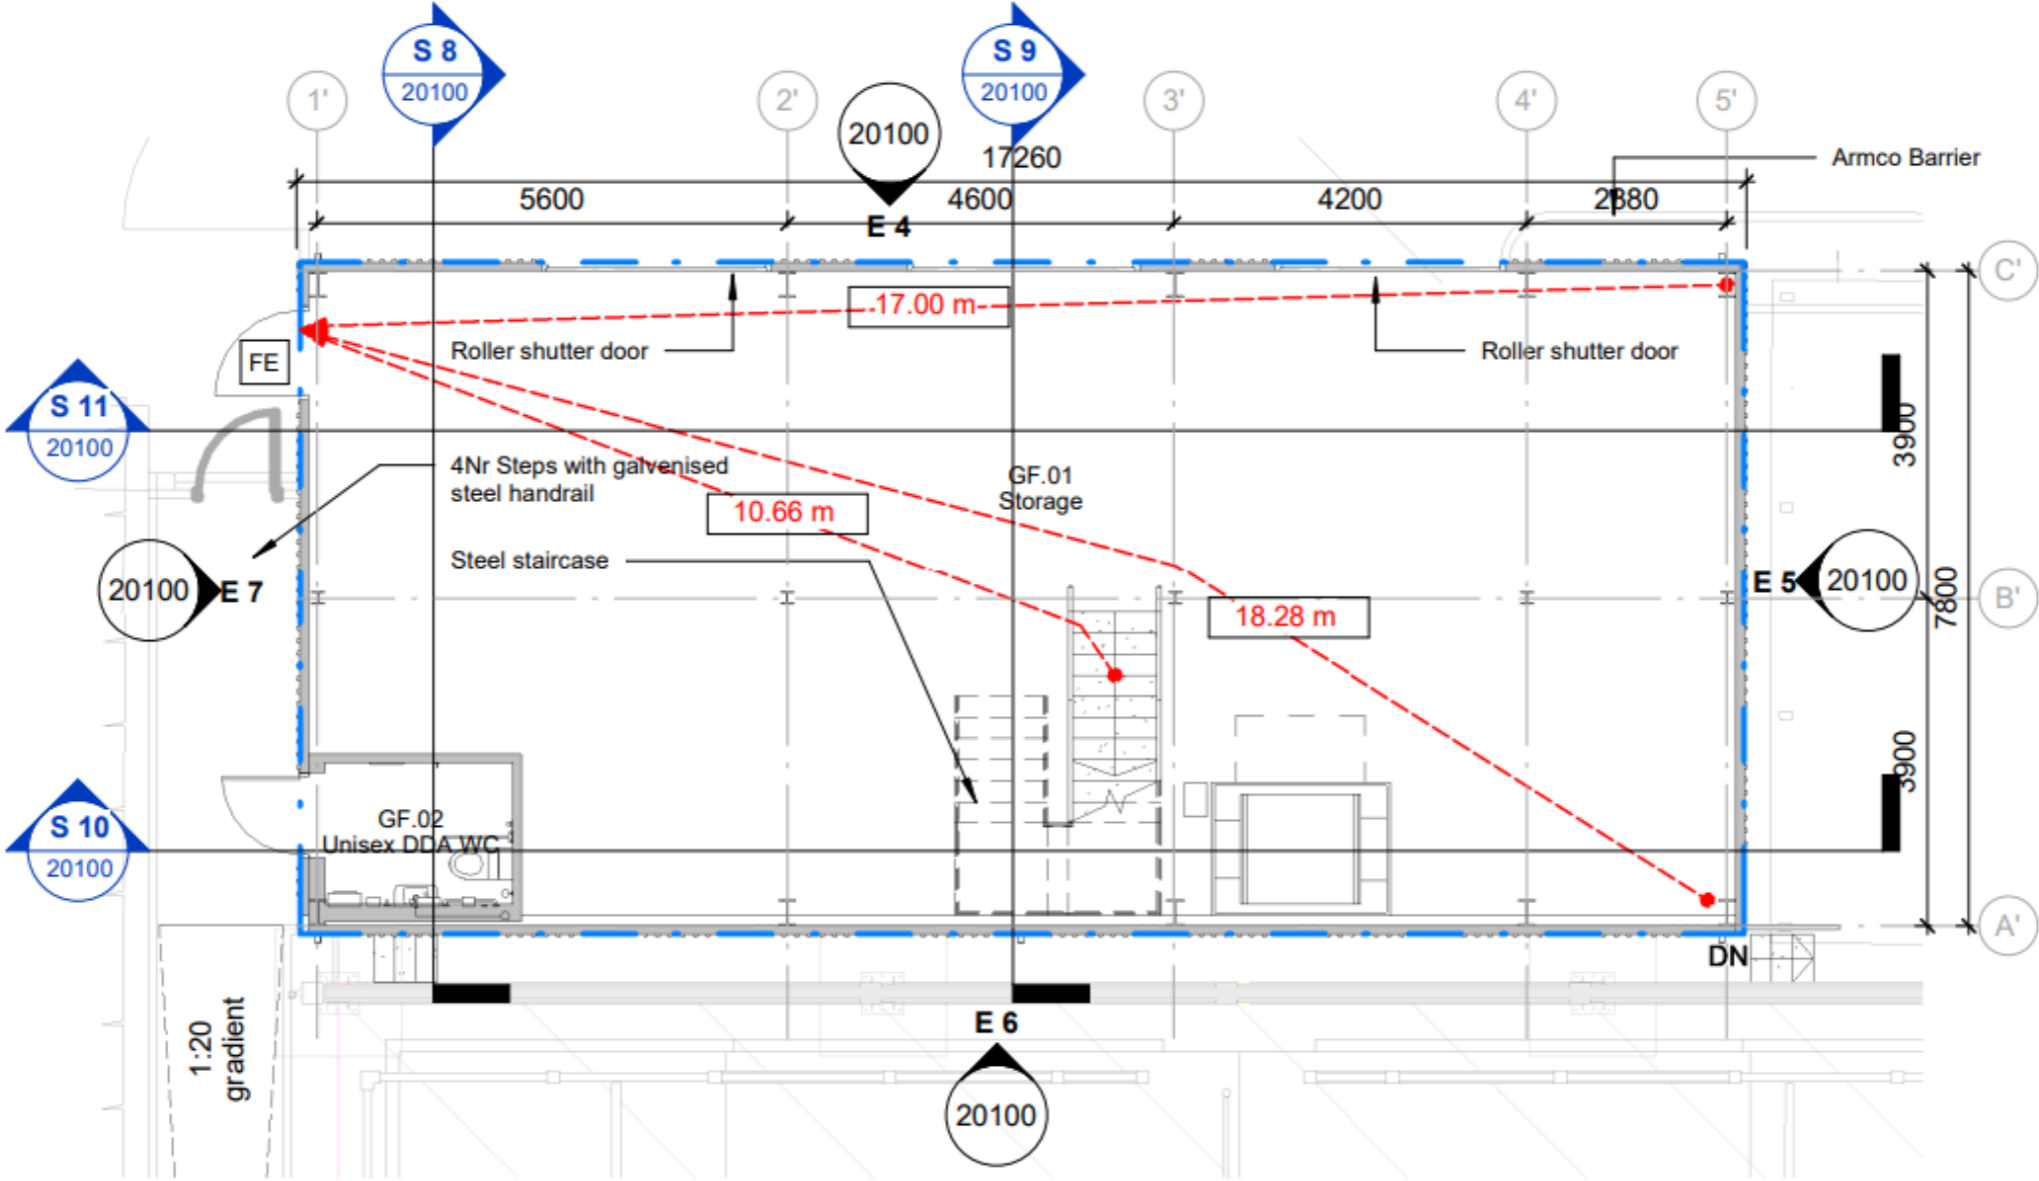 S 8
20100
S 9
20100
1'
2'
3'
4'
5'
20100
17260
Armco Barrier
5600
4600
4200
2380
E 4
C'
17.00 m
FE
Roller shutter door
Roller shutter door
S 11
20100
3900
4Nr Steps with galvenised
steel handrail
GF.01
Storage
10.66 m
Steel staircase
20100
E 7
E 5
20100
7800
B'
18.28 m
3900
S 10
20100
GF.02
Unisex DDA WC
A'
DN
1:20
gradient
E 6
20100